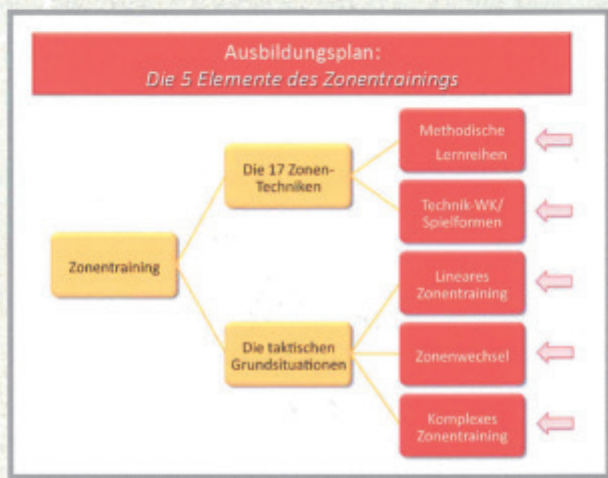 Ausbildungsplan:
Die 5 Elemente des Zonentrainings
Methodische
Lernreihen
Die 17 Zonen-
Techniken
Technik-WK/
Spielformen
Zonentraining
Lineares
Zonentraining
Die taktischen
Grundsituationen
Zonenwechsel
Komplexes
Zonentraining